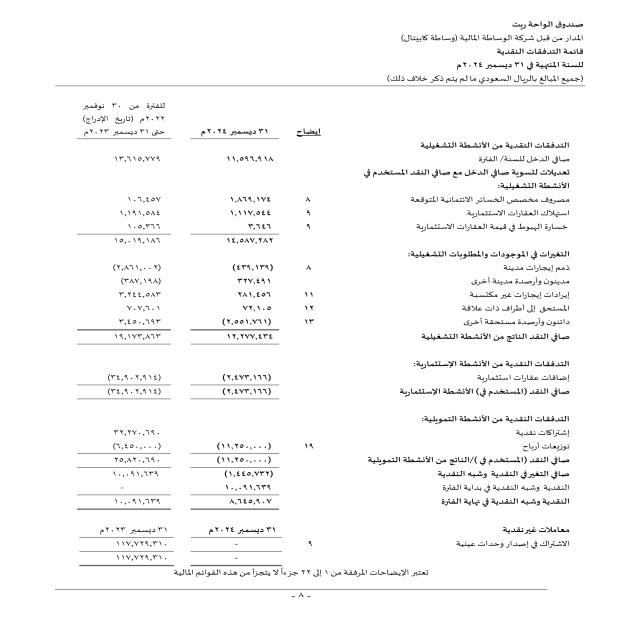 صندوق الواحة ريت
المدار من قبل شركة الوساطة المالية (وساطة كابيتال)
قائمة التدفقات النقدية
للسنة المنتهية في ٣١ ديسمبر ٢٠٢٤م
(جميع المبالغ بالريال السعودي ما لم يتم ذكر خلاف ذلك)
إيضاح ٣١ ديسمبر ٢٠٢٤م للفترة من ٣٠ نوفمبر ٢٠٢٢م (تاريخ الإدراج) حتى ٣١ ديسمبر ٢٠٢٣م
التدفقات النقدية من الأنشطة التشغيلية
صافي الدخل للسنة/ الفترة ١١,٥٩٦,٩١٨ ١٣,٦١٥,٧٧٩
تعديلات لتسوية صافي الدخل مع صافي النقد المستخدم في
الأنشطة التشغيلية:
مصروف مخصص الخسائر الائتمانية المتوقعة ٨ ١,٨٦٩,١٧٤ ١٠٦,٤٥٧
استهلاك العقارات الاستثمارية ٩ ١,١١٧,٥٤٤ ١,١٩١,٥٨٤
خسارة الهبوط في قيمة العقارات الاستثمارية ٩ ٣,٦٤٦ ١٠٥,٣٦٦
١٤,٥٨٧,٢٨٢ ١٥,٠١٩,١٨٦
التغيرات في الموجودات والمطلوبات التشغيلية:
ذمم إيجارات مدينة ٨ (٤٣٩,١٣٩) (٢,٨٦١,٠٠٢)
مدينون وأرصدة مدينة أخرى ٣٢٧,٤٩١ (٣٨٧,١٩٨)
إيرادات إيجارات غير مكتسبة ١١ ٢٨١,٤٥٦ ٣,٢٤٤,٥٨٣
المستحق إلى أطراف ذات علاقة ١٢ ٧٢,١٠٥ ٧٠٧,٦٠١
دائنون وأرصدة مستحقة أخرى ١٣ (٢,٥٥١,٧٦١) ٣,٤٥٠,٦٩٣
صافي النقد الناتج من الأنشطة التشغيلية ١٢,٢٧٧,٤٣٤ ١٩,١٧٣,٨٦٣
التدفقات النقدية من الأنشطة الإستثمارية:
إضافات عقارات استثمارية (٢,٤٧٣,١٦٦) (٣٤,٩٠٢,٩١٤)
صافي النقد (المستخدم في) الأنشطة الإستثمارية (٢,٤٧٣,١٦٦) (٣٤,٩٠٢,٩١٤)
التدفقات النقدية من الأنشطة التمويلية:
إشتراكات نقدية ٣٢,٢٧٠,٦٩٠
توزيعات أرباح ١٩ (١١,٢٥٠,٠٠٠) (٦,٤٥٠,٠٠٠)
صافي النقد (المستخدم في)/الناتج من الأنشطة التمويلية (١١,٢٥٠,٠٠٠) ٢٥,٨٢٠,٦٩٠
صافي التغير في النقدية وشبه النقدية (١,٤٤٥,٧٣٢) ١٠,٠٩١,٦٣٩
النقدية وشبه النقدية في بداية الفترة ١٠,٠٩١,٦٣٩ -
النقدية وشبه النقدية في نهاية الفترة ٨,٦٤٥,٩٠٧ ١٠,٠٩١,٦٣٩
معاملات غير نقدية ٣١ ديسمبر ٢٠٢٤م ٣١ ديسمبر ٢٠٢٣م
الاشتراك في إصدار وحدات عينية ٩ - ١١٧,٧٢٩,٣١٠
- ١١٧,٧٢٩,٣١٠
تعتبر الإيضاحات المرفقة من ١ إلى ٢٢ جزءاً لا يتجزأ من هذه القوائم المالية
- ٨ -